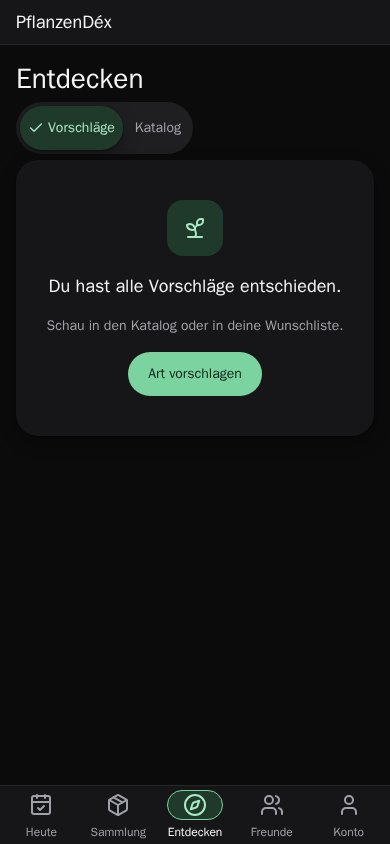 PflanzenDéx
Entdecken
Vorschläge
Katalog
Du hast alle Vorschläge entschieden.
Schau in den Katalog oder in deine Wunschliste.
Art vorschlagen
Heute
Sammlung
Entdecken
Freunde
Konto